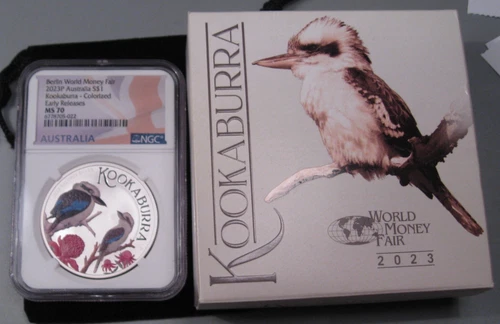 Berlin World Money Fair
2023P Australia S$1
Kookaburra - Colorized
Early Releases
MS 70
AUSTRALIA
NGC
KOOKABURRA
KOOKABURRA
WORLD
MONEY
FAIR
2023